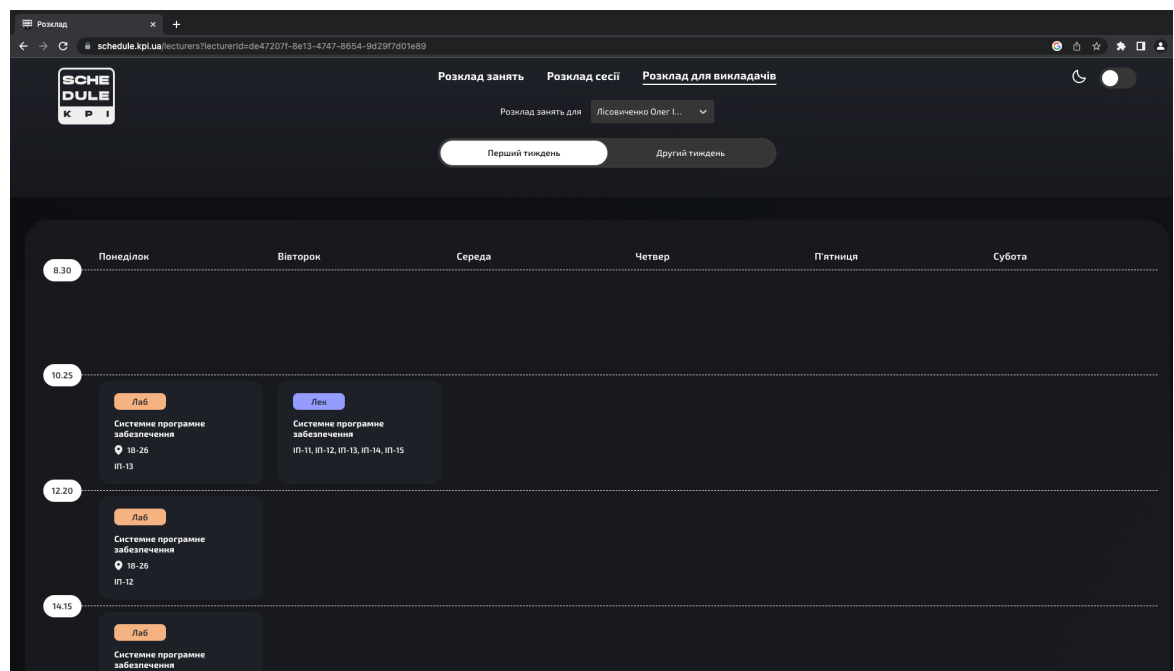 Розклад
schedule.kpi.ua/lecturers?lecturerId=de47207f-8e13-4747-8654-9d29f7d01e89
SCHE
DULE
KPI
Розклад занять Розклад сесії Розклад для викладачів
Розклад занять для Лісовиченко Олег І...
Перший тиждень Другий тиждень
Понеділок Вівторок Середа Четвер П'ятниця Субота
8.30
10.25
Лаб
Системне програмне
забезпечення
18-26
ІП-13
Лек
Системне програмне
забезпечення
ІП-11, ІП-12, ІП-13, ІП-14, ІП-15
12.20
Лаб
Системне програмне
забезпечення
18-26
ІП-12
14.15
Лаб
Системне програмне
забезпечення